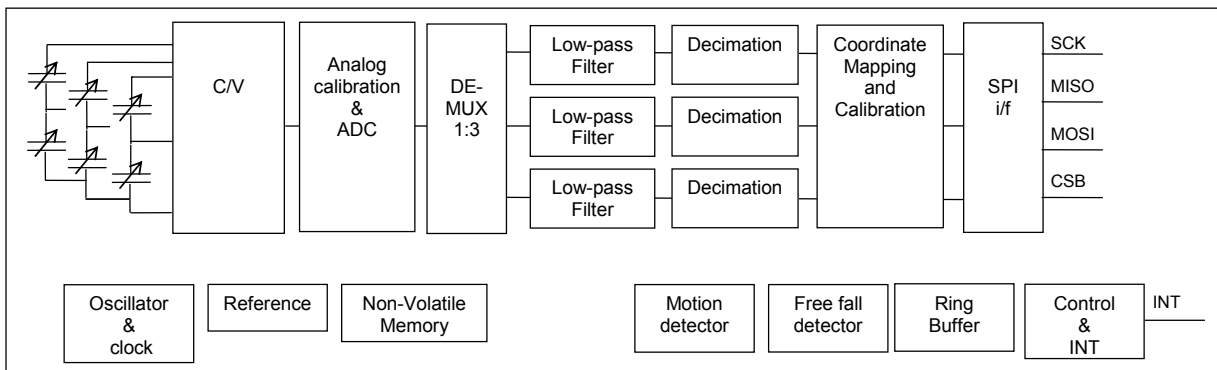 C/V
Analog
calibration
&
ADC
DE-
MUX
1:3
Low-pass
Filter
Decimation
Low-pass
Filter
Decimation
Low-pass
Filter
Decimation
Coordinate
Mapping
and
Calibration
SPI
i/f
SCK
MISO
MOSI
CSB
Oscillator
&
clock
Reference
Non-Volatile
Memory
Motion
detector
Free fall
detector
Ring
Buffer
Control
&
INT
INT